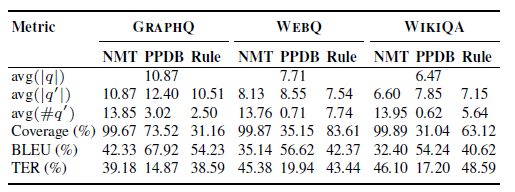 Metric GRAPHQ WEBQ WIKIQA
NMT PPDB Rule NMT PPDB Rule NMT PPDB Rule
avg(|q|) 10.87 7.71 6.47
avg(|q′|) 10.87 12.40 10.51 8.13 8.55 7.54 6.60 7.85 7.15
avg(#q′) 13.85 3.02 2.50 13.76 0.71 7.74 13.95 0.62 5.64
Coverage (%) 99.67 73.52 31.16 99.87 35.15 83.61 99.89 31.04 63.12
BLEU (%) 42.33 67.92 54.23 35.14 56.62 42.37 32.40 54.24 40.62
TER (%) 39.18 14.87 38.59 45.38 19.94 43.44 46.10 17.20 48.59